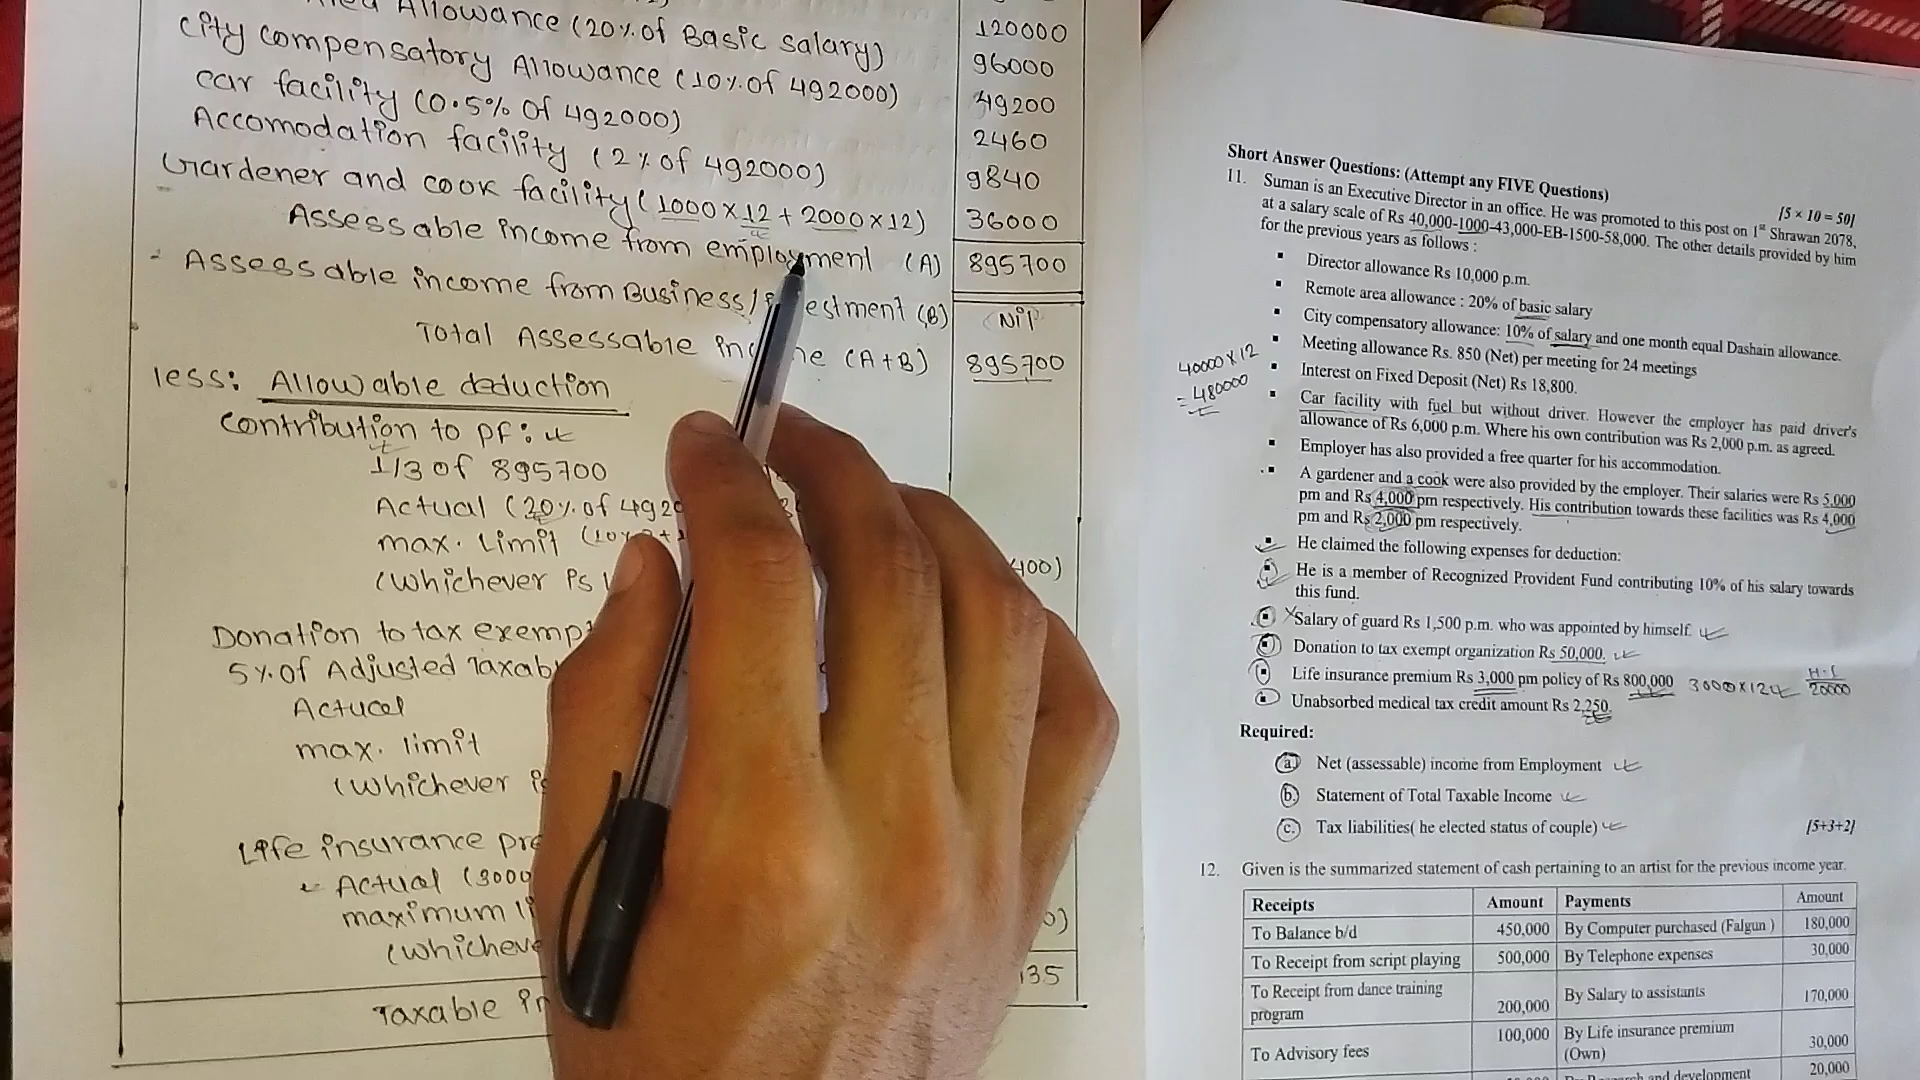 Allowance (20% of Basic salary)
120000
City compensatory Allowance (10% of 492000)
96000
car facility (0.5% of 492000)
49200
Accomodation facility (2% of 492000)
2460
9840
Gardener and cook facility (1000 x 12 + 2000 x 12)
36000
Assessable income from employment (A)
895700
Assessable income from Business/ estment (B)
Nil
Total Assessable (A+B)
895700
less: Allowable deduction
Contribution to pf:
1/3 of 895700
Actual (20% of 492
max. Limit (10%
(whichever is
400)
Donation to tax exemp
5% of Adjusted Taxab
Actual
max. limit
(whichever is
Life insurance pre
Actual (3000
maximum li
(whicheve
0)
135
Taxable in
Short Answer Questions: (Attempt any FIVE Questions)
[5 × 10 = 50]
11. Suman is an Executive Director in an office. He was promoted to this post on 1st Shrawan 2078,
at a salary scale of Rs 40,000-1000-43,000-EB-1500-58,000. The other details provided by him
for the previous years as follows :
▪ Director allowance Rs 10,000 p.m.
▪ Remote area allowance : 20% of basic salary
▪ City compensatory allowance: 10% of salary and one month equal Dashain allowance.
▪ Meeting allowance Rs. 850 (Net) per meeting for 24 meetings
▪ Interest on Fixed Deposit (Net) Rs 18,800.
40000 x 12
= 480000
▪ Car facility with fuel but without driver. However the employer has paid driver's
allowance of Rs 6,000 p.m. Where his own contribution was Rs 2,000 p.m. as agreed.
▪ Employer has also provided a free quarter for his accommodation.
▪ A gardener and a cook were also provided by the employer. Their salaries were Rs 5,000
pm and Rs 4,000 pm respectively. His contribution towards these facilities was Rs 4,000
pm and Rs 2,000 pm respectively.
▪ He claimed the following expenses for deduction:
▪ He is a member of Recognized Provident Fund contributing 10% of his salary towards
this fund.
▪ Salary of guard Rs 1,500 p.m. who was appointed by himself.
▪ Donation to tax exempt organization Rs 50,000.
▪ Life insurance premium Rs 3,000 pm policy of Rs 800,000 3000x12
H.I
20000
▪ Unabsorbed medical tax credit amount Rs 2,250.
Required:
(a) Net (assessable) income from Employment
(b) Statement of Total Taxable Income
(c) Tax liabilities( he elected status of couple)
[5+3+2]
12. Given is the summarized statement of cash pertaining to an artist for the previous income year.
Receipts Amount Payments Amount
To Balance b/d 450,000 By Computer purchased (Falgun ) 180,000
To Receipt from script playing 500,000 By Telephone expenses 30,000
To Receipt from dance training program 200,000 By Salary to assistants 170,000
To Advisory fees 100,000 By Life insurance premium (Own) 30,000
and development 20,000